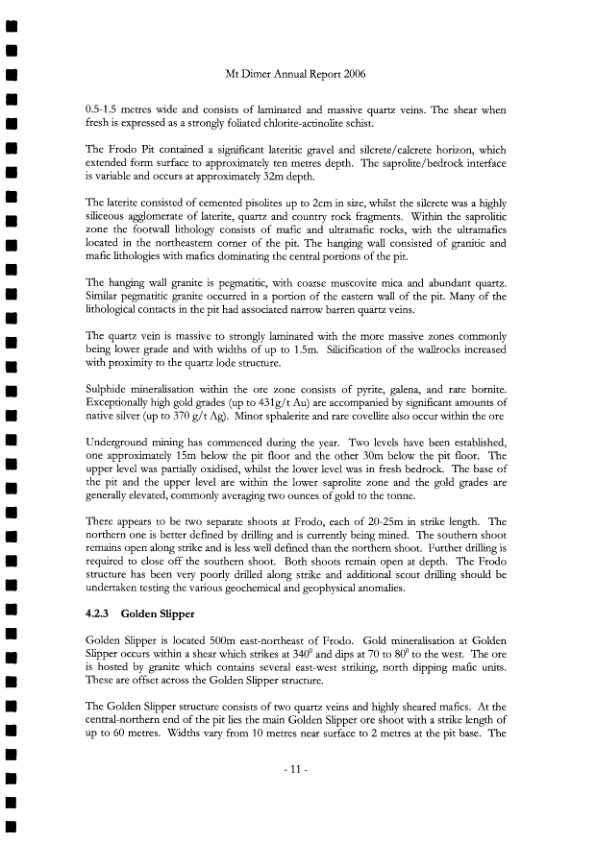 Mt Dimer Annual Report 2006
0.5-1.5 metres wide and consists of laminated and massive quartz veins. The shear when
fresh is expressed as a strongly foliated chlorite-actinolite schist.
The Frodo Pit contained a significant lateritic gravel and silcrete/calcrete horizon, which
extended form surface to approximately ten metres depth. The saprolite/bedrock interface
is variable and occurs at approximately 32m depth.
The laterite consisted of cemented pisolites up to 2cm in size, whilst the silcrete was a highly
siliceous agglomerate of laterite, quartz and country rock fragments. Within the saprolitic
zone the footwall lithology consists of mafic and ultramafic rocks, with the ultramafics
located in the northeastern corner of the pit. The hanging wall consisted of granitic and
mafic lithologies with mafics dominating the central portions of the pit.
The hanging wall granite is pegmatitic, with coarse muscovite mica and abundant quartz.
Similar pegmatitic granite occurred in a portion of the eastern wall of the pit. Many of the
lithological contacts in the pit had associated narrow barren quartz veins.
The quartz vein is massive to strongly laminated with the more massive zones commonly
being lower grade and with widths of up to 1.5m. Silicification of the wallrocks increased
with proximity to the quartz lode structure.
Sulphide mineralisation within the ore zone consists of pyrite, galena, and rare bornite.
Exceptionally high gold grades (up to 431g/t Au) are accompanied by significant amounts of
native silver (up to 370 g/t Ag). Minor sphalerite and rare covellite also occur within the ore
Underground mining has commenced during the year. Two levels have been established,
one approximately 15m below the pit floor and the other 30m below the pit floor. The
upper level was partially oxidised, whilst the lower level was in fresh bedrock. The base of
the pit and the upper level are within the lower saprolite zone and the gold grades are
generally elevated, commonly averaging two ounces of gold to the tonne.
There appears to be two separate shoots at Frodo, each of 20-25m in strike length. The
northern one is better defined by drilling and is currently being mined. The southern shoot
remains open along strike and is less well defined than the northern shoot. Further drilling is
required to close off the southern shoot. Both shoots remain open at depth. The Frodo
structure has been very poorly drilled along strike and additional scout drilling should be
undertaken testing the various geochemical and geophysical anomalies.
4.2.3 Golden Slipper
Golden Slipper is located 500m east-northeast of Frodo. Gold mineralisation at Golden
Slipper occurs within a shear which strikes at 340⁰ and dips at 70 to 80⁰ to the west. The ore
is hosted by granite which contains several east-west striking, north dipping mafic units.
These are offset across the Golden Slipper structure.
The Golden Slipper structure consists of two quartz veins and highly sheared mafics. At the
central-northern end of the pit lies the main Golden Slipper ore shoot with a strike length of
up to 60 metres. Widths vary from 10 metres near surface to 2 metres at the pit base. The
- 11 -